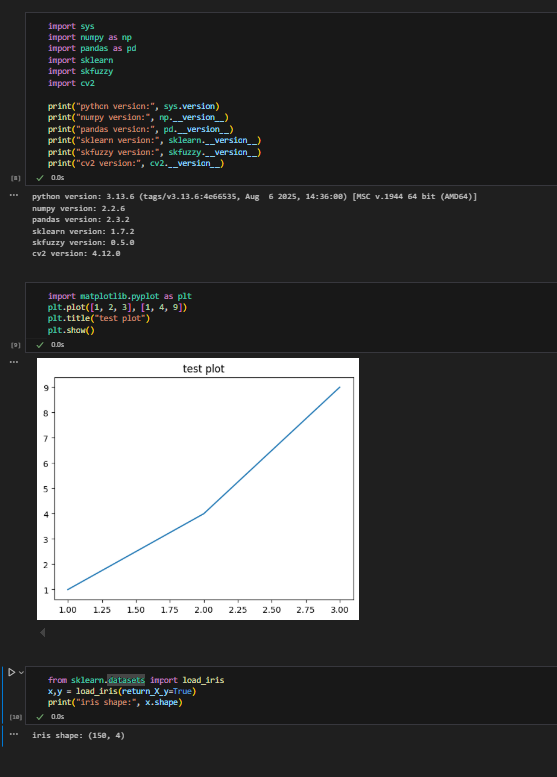 import sys
import numpy as np
import pandas as pd
import sklearn
import skfuzzy
import cv2
print("python version:", sys.version)
print("numpy version:", np.__version__)
print("pandas version:", pd.__version__)
print("sklearn version:", sklearn.__version__)
print("skfuzzy version:", skfuzzy.__version__)
print("cv2 version:", cv2.__version__)
[8] 0.0s
python version: 3.13.6 (tags/v3.13.6:4e66535, Aug  6 2025, 14:36:00) [MSC v.1944 64 bit (AMD64)]
numpy version: 2.2.6
pandas version: 2.3.2
sklearn version: 1.7.2
skfuzzy version: 0.5.0
cv2 version: 4.12.0
import matplotlib.pyplot as plt
plt.plot([1, 2, 3], [1, 4, 9])
plt.title("test plot")
plt.show()
[9] 0.0s
test plot
9
8
7
6
5
4
3
2
1
1.00 1.25 1.50 1.75 2.00 2.25 2.50 2.75 3.00
from sklearn.datasets import load_iris
x,y = load_iris(return_X_y=True)
print("iris shape:", x.shape)
[10] 0.0s
iris shape: (150, 4)